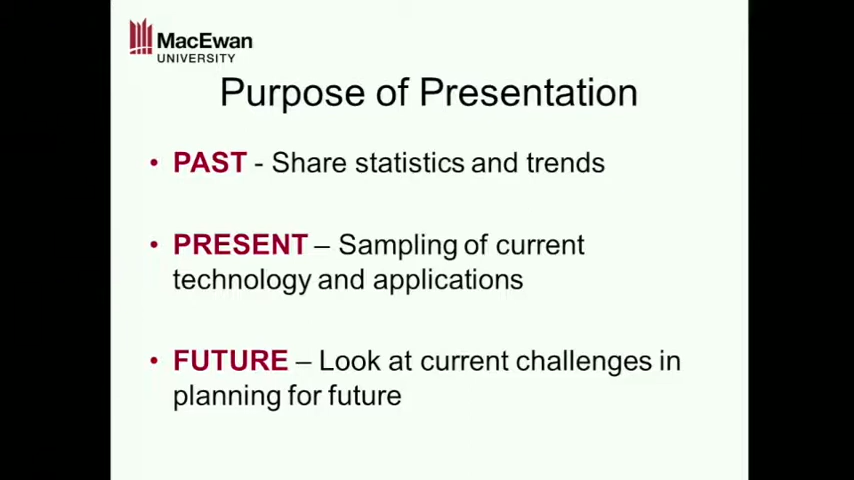 MacEwan
UNIVERSITY
Purpose of Presentation
• PAST - Share statistics and trends
• PRESENT – Sampling of current
technology and applications
• FUTURE – Look at current challenges in
planning for future